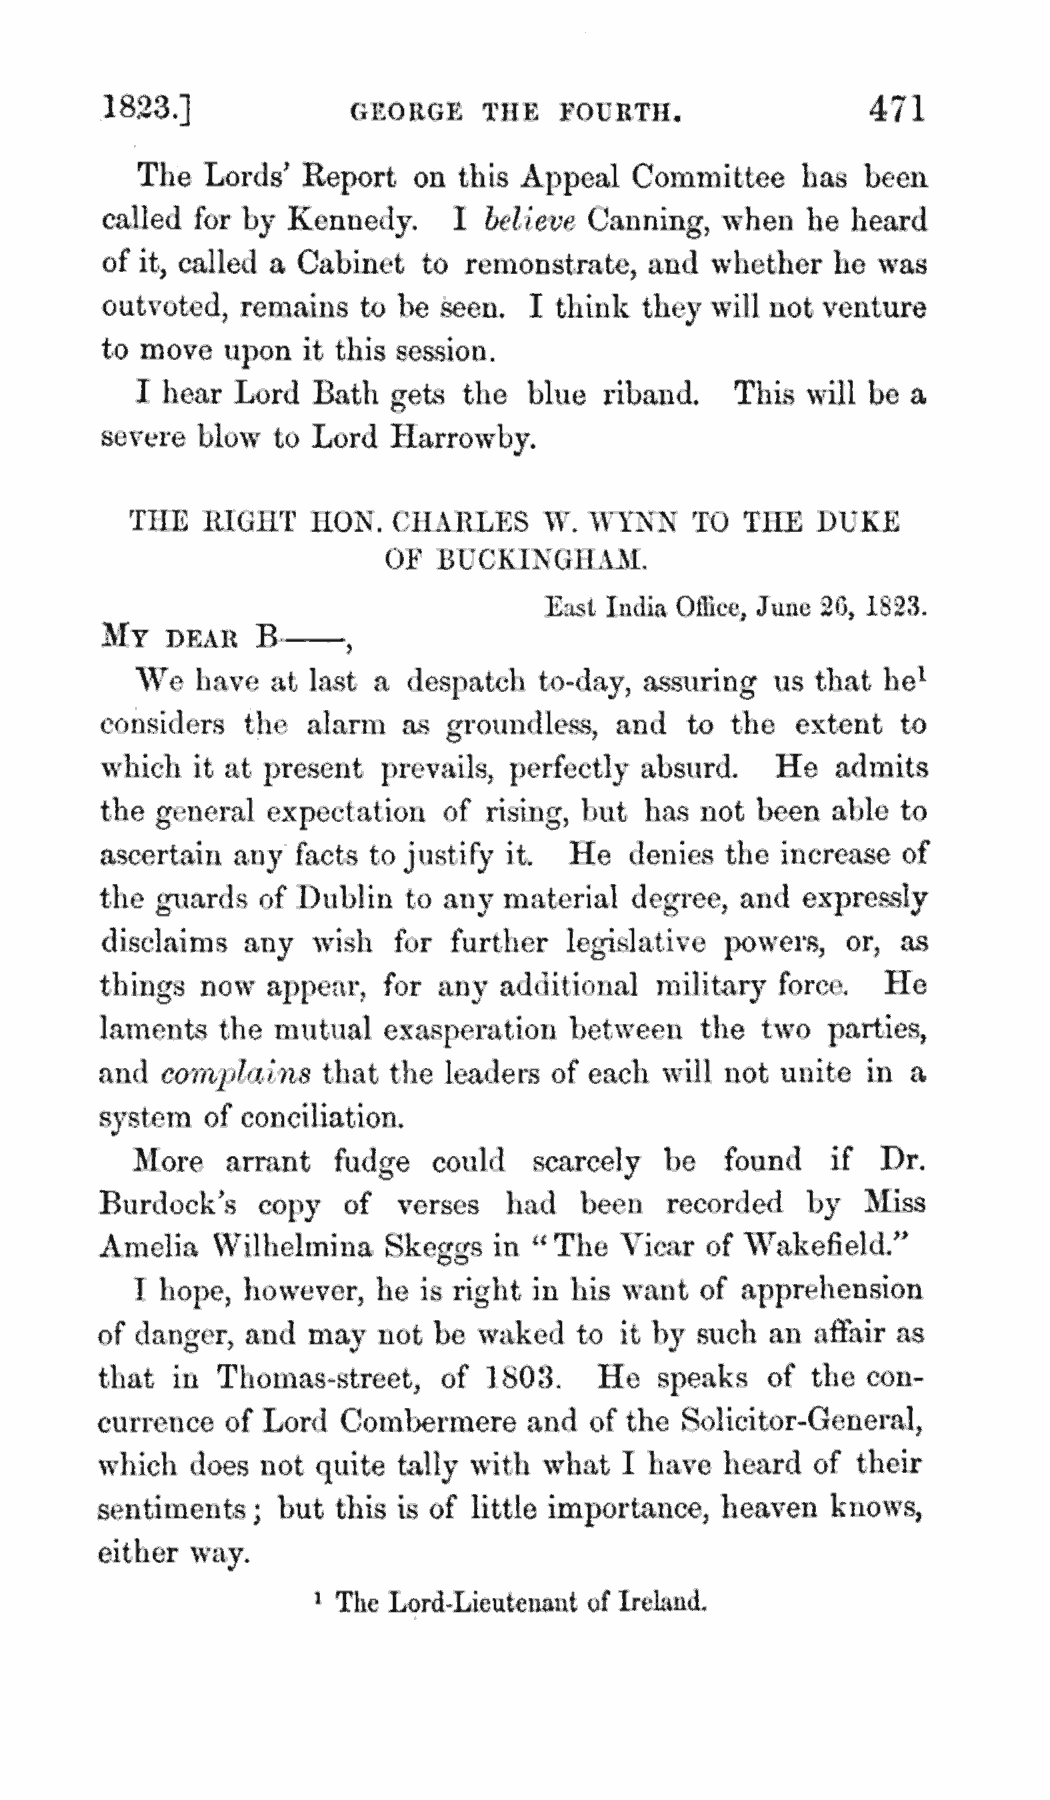 1823.] GEORGE THE FOURTH. 471
The Lords' Report on this Appeal Committee has been
called for by Kennedy. I believe Canning, when he heard
of it, called a Cabinet to remonstrate, and whether he was
outvoted, remains to be seen. I think they will not venture
to move upon it this session.
I hear Lord Bath gets the blue riband. This will be a
severe blow to Lord Harrowby.
THE RIGHT HON. CHARLES W. WYNN TO THE DUKE
OF BUCKINGHAM.
East India Office, June 26, 1823.
MY DEAR B——,
We have at last a despatch to-day, assuring us that he¹
considers the alarm as groundless, and to the extent to
which it at present prevails, perfectly absurd. He admits
the general expectation of rising, but has not been able to
ascertain any facts to justify it. He denies the increase of
the guards of Dublin to any material degree, and expressly
disclaims any wish for further legislative powers, or, as
things now appear, for any additional military force. He
laments the mutual exasperation between the two parties,
and complains that the leaders of each will not unite in a
system of conciliation.
More arrant fudge could scarcely be found if Dr.
Burdock's copy of verses had been recorded by Miss
Amelia Wilhelmina Skeggs in "The Vicar of Wakefield."
I hope, however, he is right in his want of apprehension
of danger, and may not be waked to it by such an affair as
that in Thomas-street, of 1803. He speaks of the con-
currence of Lord Combermere and of the Solicitor-General,
which does not quite tally with what I have heard of their
sentiments; but this is of little importance, heaven knows,
either way.
¹ The Lord-Lieutenant of Ireland.